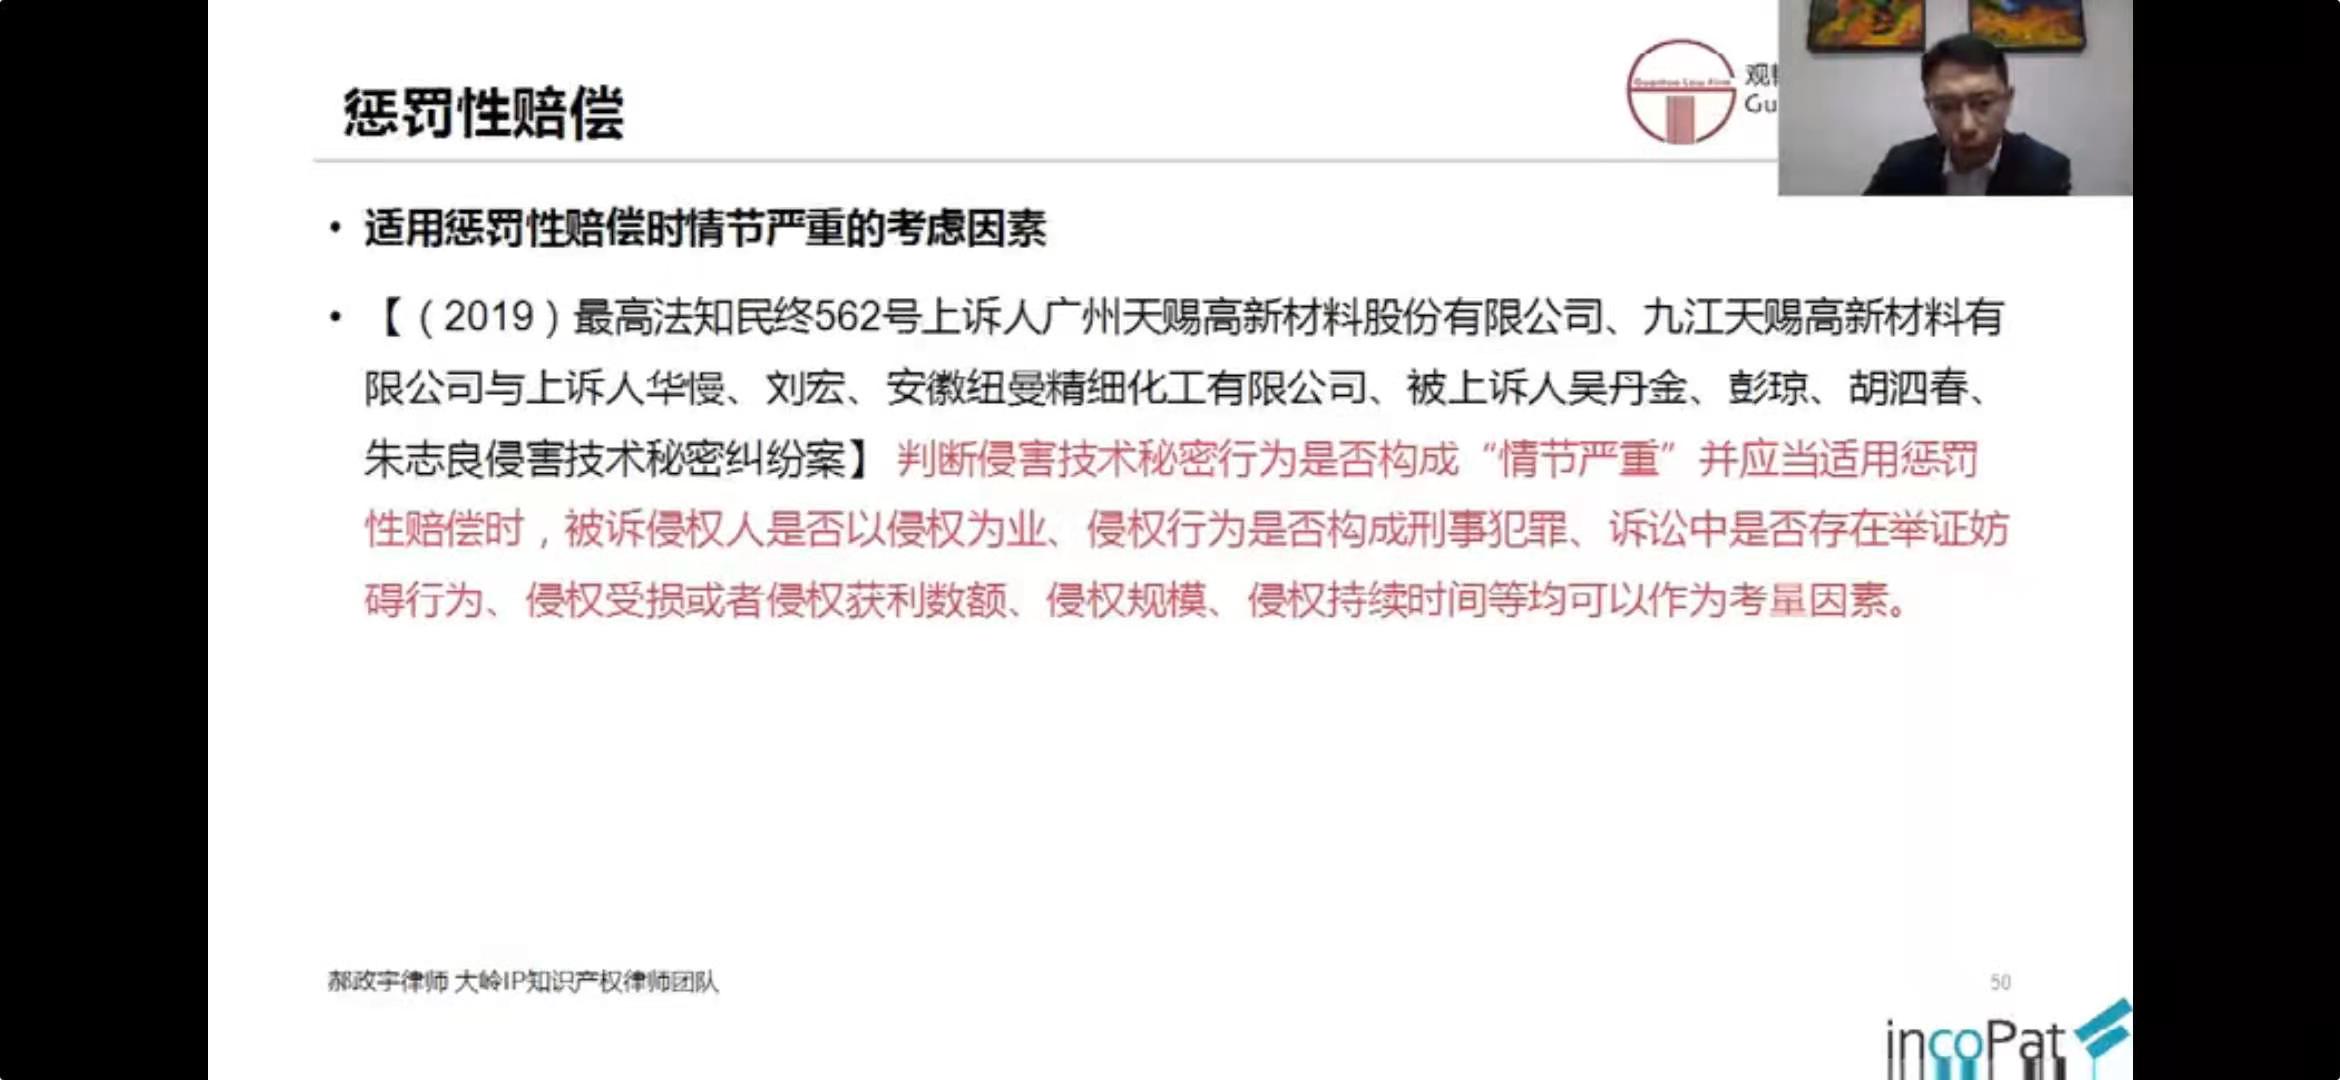 惩罚性赔偿
Guantao Law Firm
观
Gu
• 适用惩罚性赔偿时情节严重的考虑因素
• 【（2019）最高法知民终562号上诉人广州天赐高新材料股份有限公司、九江天赐高新材料有
限公司与上诉人华慢、刘宏、安徽纽曼精细化工有限公司、被上诉人吴丹金、彭琼、胡泗春、
朱志良侵害技术秘密纠纷案】 判断侵害技术秘密行为是否构成“情节严重”并应当适用惩罚
性赔偿时，被诉侵权人是否以侵权为业、侵权行为是否构成刑事犯罪、诉讼中是否存在举证妨
碍行为、侵权受损或者侵权获利数额、侵权规模、侵权持续时间等均可以作为考量因素。
郝政宇律师 大岭IP知识产权律师团队
50
incoPat